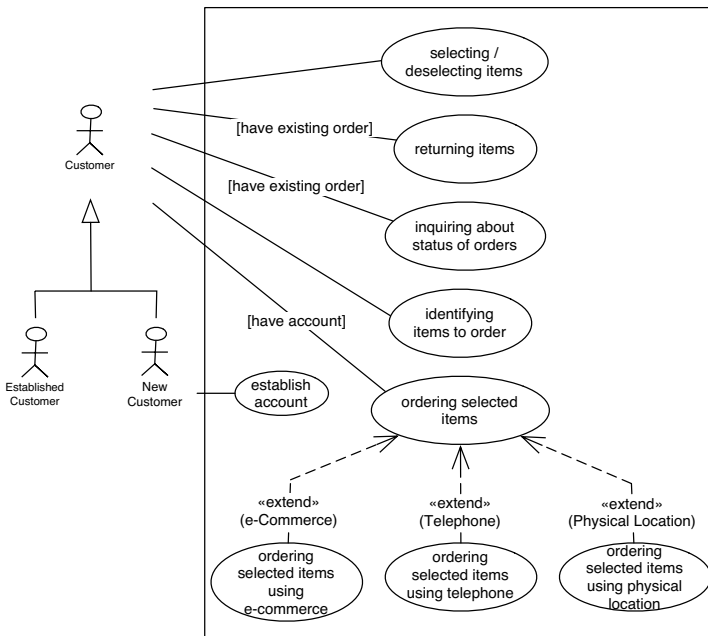 selecting /
deselecting items
[have existing order]
returning items
Customer
[have existing order]
inquiring about
status of orders
identifying
items to order
[have account]
Established
Customer
New
Customer
establish
account
ordering selected
items
«extend»
(e-Commerce)
«extend»
(Telephone)
«extend»
(Physical Location)
ordering
selected items
using
e-commerce
ordering
selected items
using telephone
ordering
selected items
using physical
location